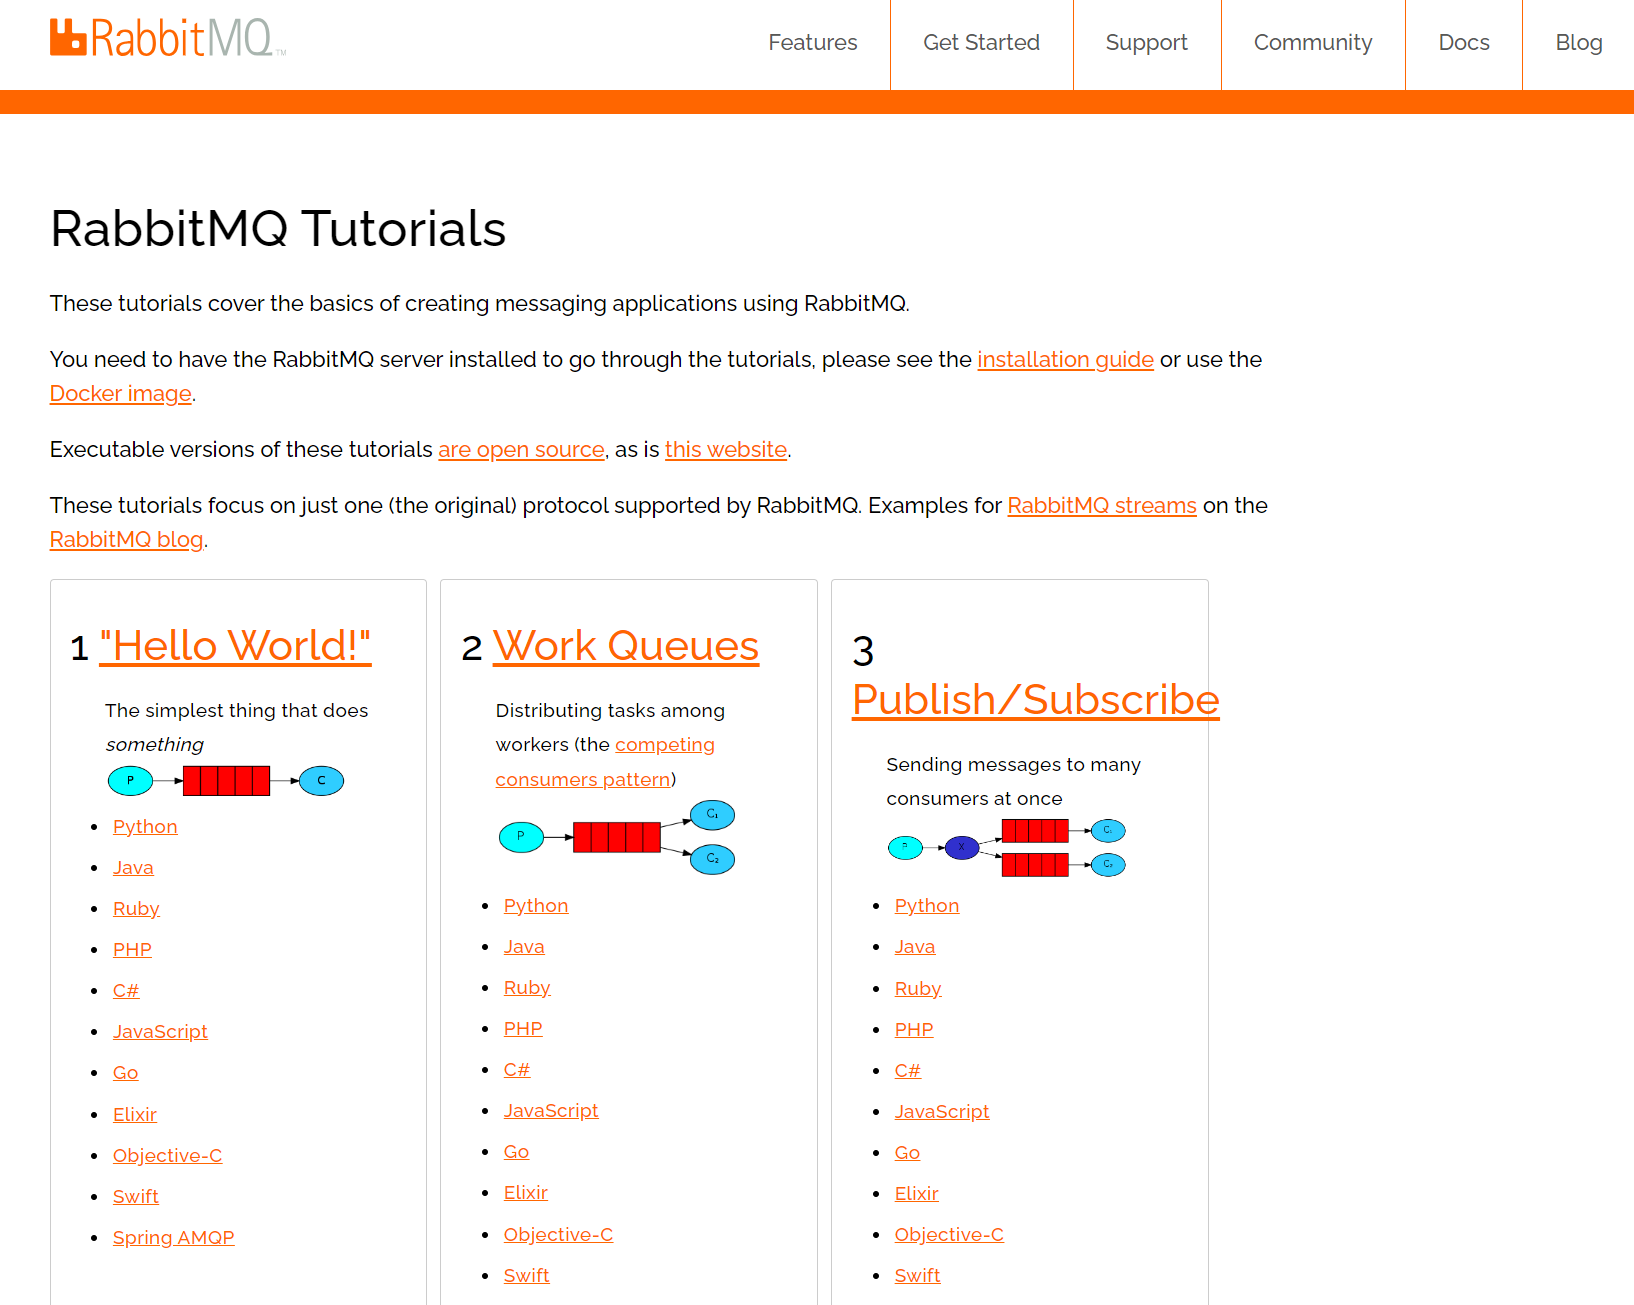 RabbitMQ™
Features
Get Started
Support
Community
Docs
Blog
RabbitMQ Tutorials
These tutorials cover the basics of creating messaging applications using RabbitMQ.
You need to have the RabbitMQ server installed to go through the tutorials, please see the installation guide or use the
Docker image.
Executable versions of these tutorials are open source, as is this website.
These tutorials focus on just one (the original) protocol supported by RabbitMQ. Examples for RabbitMQ streams on the
RabbitMQ blog.
1 "Hello World!"
The simplest thing that does
something
P
C
Python
Java
Ruby
PHP
C#
JavaScript
Go
Elixir
Objective-C
Swift
Spring AMQP
2 Work Queues
Distributing tasks among
workers (the competing
consumers pattern)
P
C₁
C₂
Python
Java
Ruby
PHP
C#
JavaScript
Go
Elixir
Objective-C
Swift
3
Publish/Subscribe
Sending messages to many
consumers at once
P
X
C₁
C₂
Python
Java
Ruby
PHP
C#
JavaScript
Go
Elixir
Objective-C
Swift